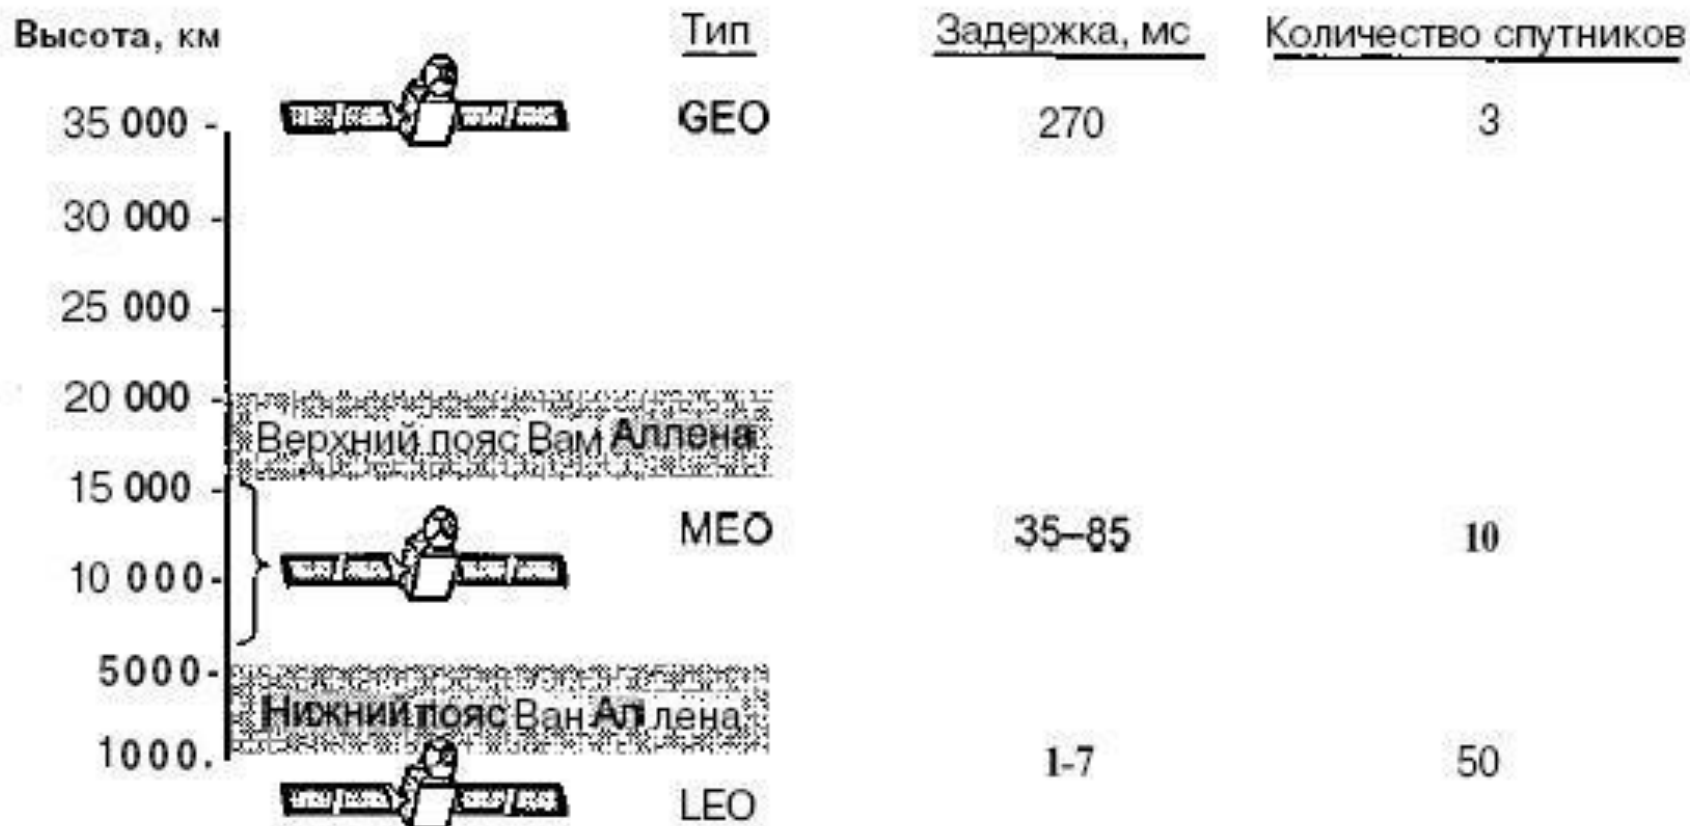 Высота, км Тип Задержка, мс Количество спутников
35 000 GEO 270 3
30 000
25 000
20 000
Верхний пояс Вам Аллена
15 000
MEO 35–85 10
10 000
5000
Нижний пояс Ван Аллена
1000. 1-7 50
LEO